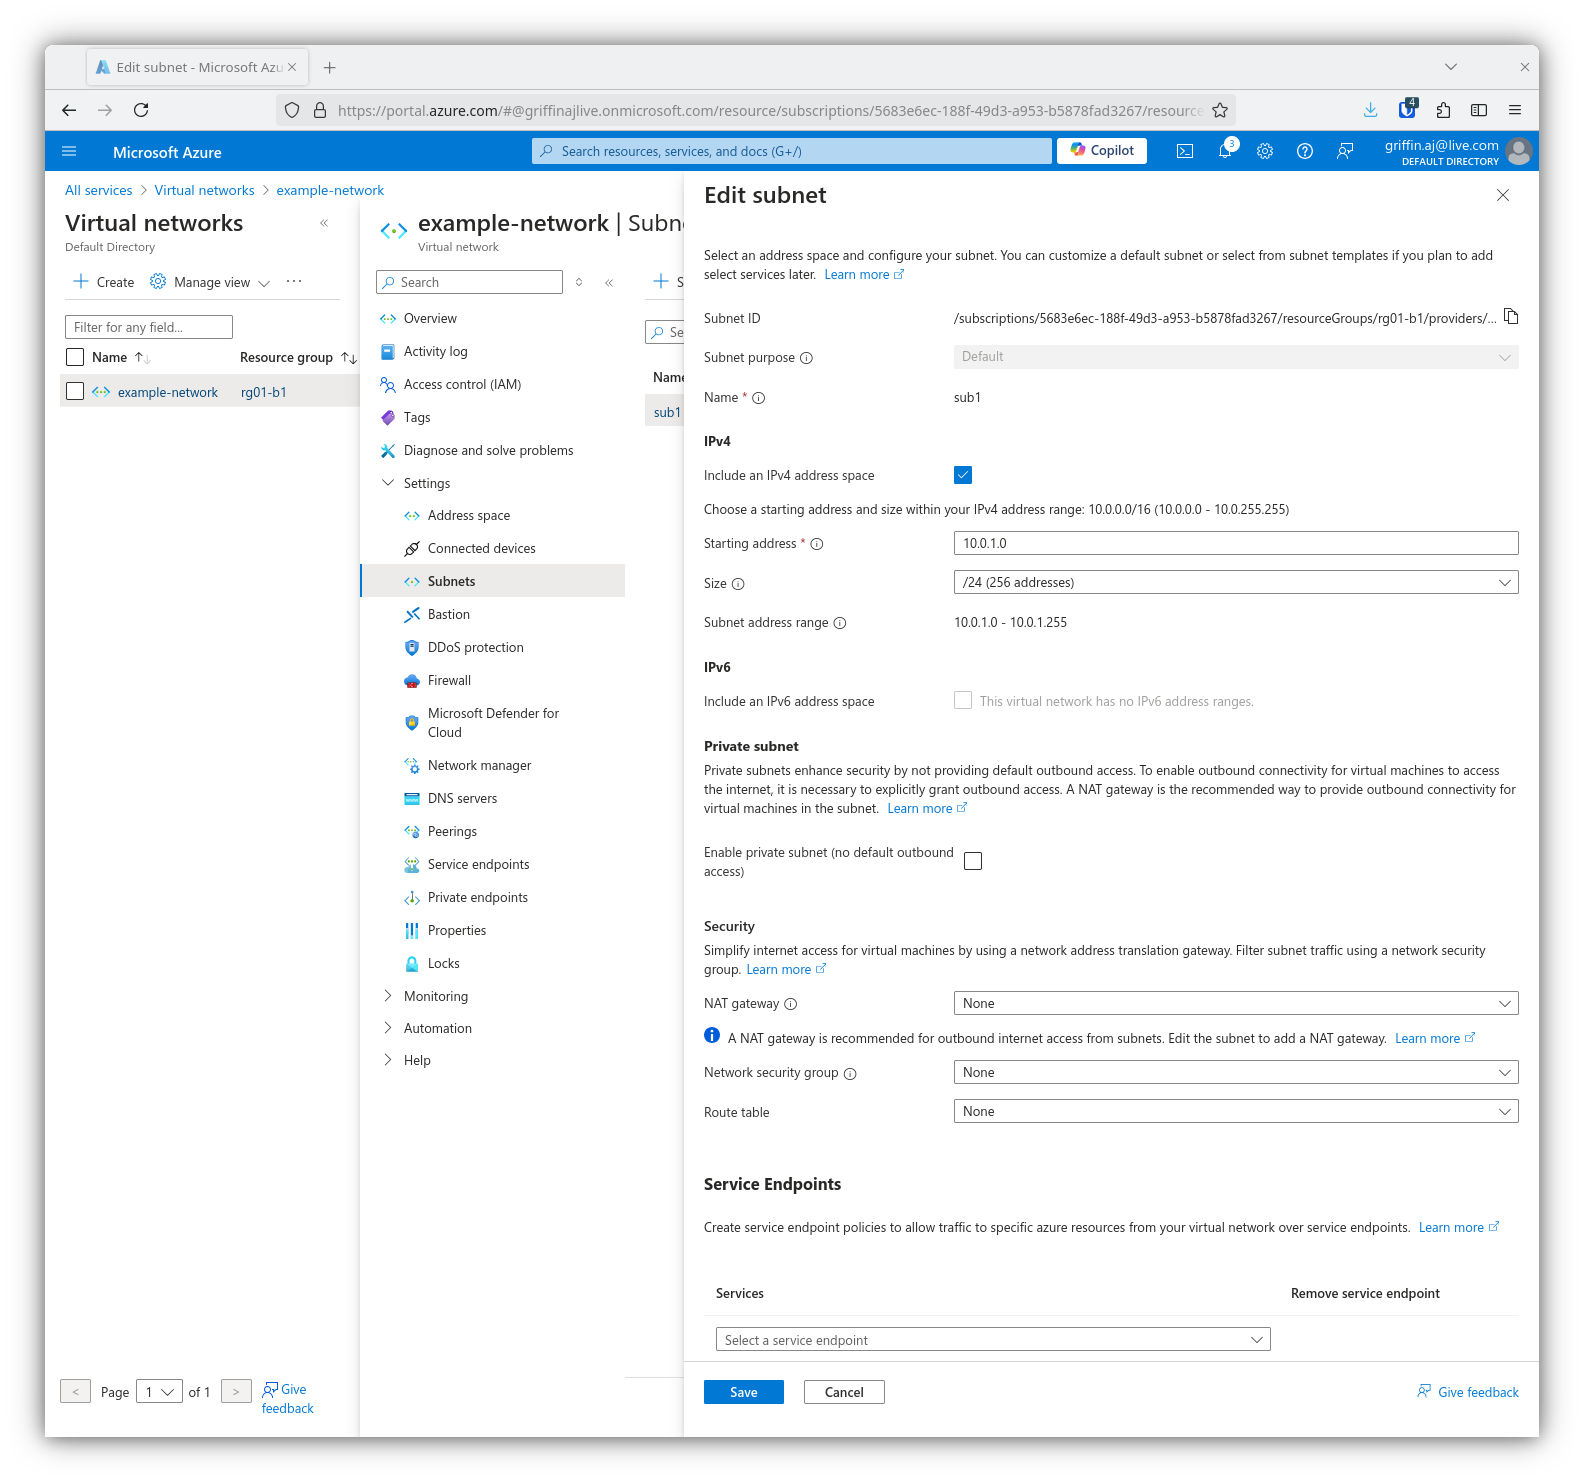 Edit subnet - Microsoft Azu
https://portal.azure.com/#@griffinajlive.onmicrosoft.com/resource/subscriptions/5683e6ec-188f-49d3-a953-b5878fad3267/resource
4
Microsoft Azure
Search resources, services, and docs (G+/)
Copilot
3
griffin.aj@live.com
DEFAULT DIRECTORY
All services > Virtual networks > example-network
Virtual networks
Default Directory
Create
Manage view
Filter for any field...
Name
Resource group
example-network
rg01-b1
< Page 1 of 1 >
Give
feedback
example-network | Subn
Virtual network
Search
Overview
Activity log
Access control (IAM)
Tags
Diagnose and solve problems
Settings
Address space
Connected devices
Subnets
Bastion
DDoS protection
Firewall
Microsoft Defender for
Cloud
Network manager
DNS servers
Peerings
Service endpoints
Private endpoints
Properties
Locks
Monitoring
Automation
Help
+ S
Se
Name
sub1
Edit subnet
Select an address space and configure your subnet. You can customize a default subnet or select from subnet templates if you plan to add
select services later. Learn more
Subnet ID
/subscriptions/5683e6ec-188f-49d3-a953-b5878fad3267/resourceGroups/rg01-b1/providers/...
Subnet purpose
Default
Name *
sub1
IPv4
Include an IPv4 address space
Choose a starting address and size within your IPv4 address range: 10.0.0.0/16 (10.0.0.0 - 10.0.255.255)
Starting address *
10.0.1.0
Size
/24 (256 addresses)
Subnet address range
10.0.1.0 - 10.0.1.255
IPv6
Include an IPv6 address space
This virtual network has no IPv6 address ranges.
Private subnet
Private subnets enhance security by not providing default outbound access. To enable outbound connectivity for virtual machines to access
the internet, it is necessary to explicitly grant outbound access. A NAT gateway is the recommended way to provide outbound connectivity for
virtual machines in the subnet. Learn more
Enable private subnet (no default outbound
access)
Security
Simplify internet access for virtual machines by using a network address translation gateway. Filter subnet traffic using a network security
group. Learn more
NAT gateway
None
A NAT gateway is recommended for outbound internet access from subnets. Edit the subnet to add a NAT gateway. Learn more
Network security group
None
Route table
None
Service Endpoints
Create service endpoint policies to allow traffic to specific azure resources from your virtual network over service endpoints. Learn more
Services
Remove service endpoint
Select a service endpoint
Save
Cancel
Give feedback